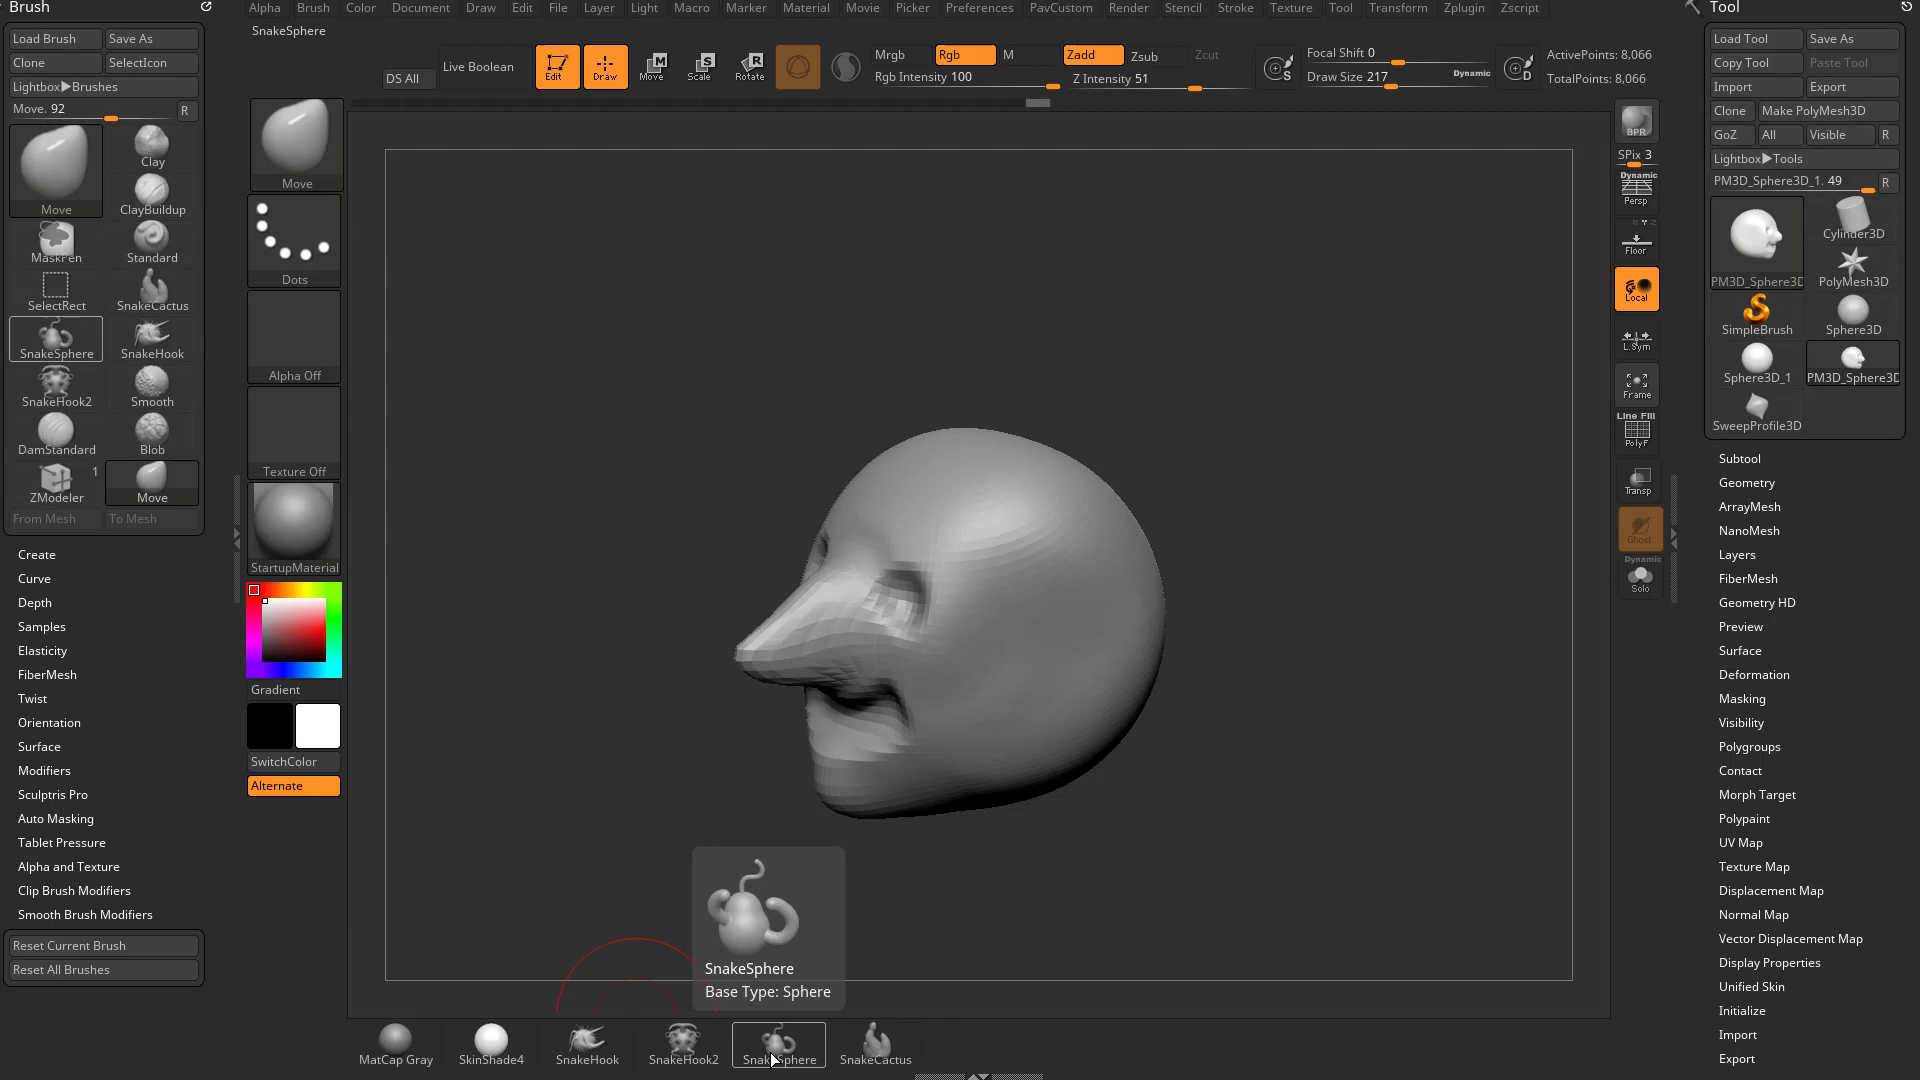 Brush
Alpha Brush Color Document Draw Edit File Layer Light Macro Marker Material Movie Picker Preferences PavCustom Render Stencil Stroke Texture Tool Transform Zplugin Zscript
Tool
SnakeSphere
Load Brush Save As
Clone SelectIcon
Lightbox▶Brushes
Move. 92 R
Move
Clay
ClayBuildup
MaskPen Standard
SelectRect SnakeCactus
SnakeSphere SnakeHook
SnakeHook2 Smooth
DamStandard Blob
1
ZModeler Move
From Mesh To Mesh
Create
Curve
Depth
Samples
Elasticity
FiberMesh
Twist
Orientation
Surface
Modifiers
Sculptris Pro
Auto Masking
Tablet Pressure
Alpha and Texture
Clip Brush Modifiers
Smooth Brush Modifiers
Reset Current Brush
Reset All Brushes
DS All
Live Boolean
Edit Draw Move Scale Rotate
Mrgb Rgb M
Rgb Intensity 100
Zadd Zsub Zcut
Z Intensity 51
S
Focal Shift 0
Draw Size 217 Dynamic
D
ActivePoints: 8,066
TotalPoints: 8,066
Move
Dots
Alpha Off
Texture Off
StartupMaterial
Gradient
SwitchColor
Alternate
SnakeSphere
Base Type: Sphere
MatCap Gray SkinShade4 SnakeHook SnakeHook2 SnakeSphere SnakeCactus
BPR
SPix 3
Dynamic
Persp
Floor
Local
L.Sym
Frame
Line Fill
PolyF
Transp
Ghost
Dynamic
Solo
Load Tool Save As
Copy Tool Paste Tool
Import Export
Clone Make PolyMesh3D
GoZ All Visible R
Lightbox▶Tools
PM3D_Sphere3D_1. 49 R
PM3D_Sphere3D
Cylinder3D
PolyMesh3D
SimpleBrush Sphere3D
Sphere3D_1 PM3D_Sphere3D
SweepProfile3D
Subtool
Geometry
ArrayMesh
NanoMesh
Layers
FiberMesh
Geometry HD
Preview
Surface
Deformation
Masking
Visibility
Polygroups
Contact
Morph Target
Polypaint
UV Map
Texture Map
Displacement Map
Normal Map
Vector Displacement Map
Display Properties
Unified Skin
Initialize
Import
Export